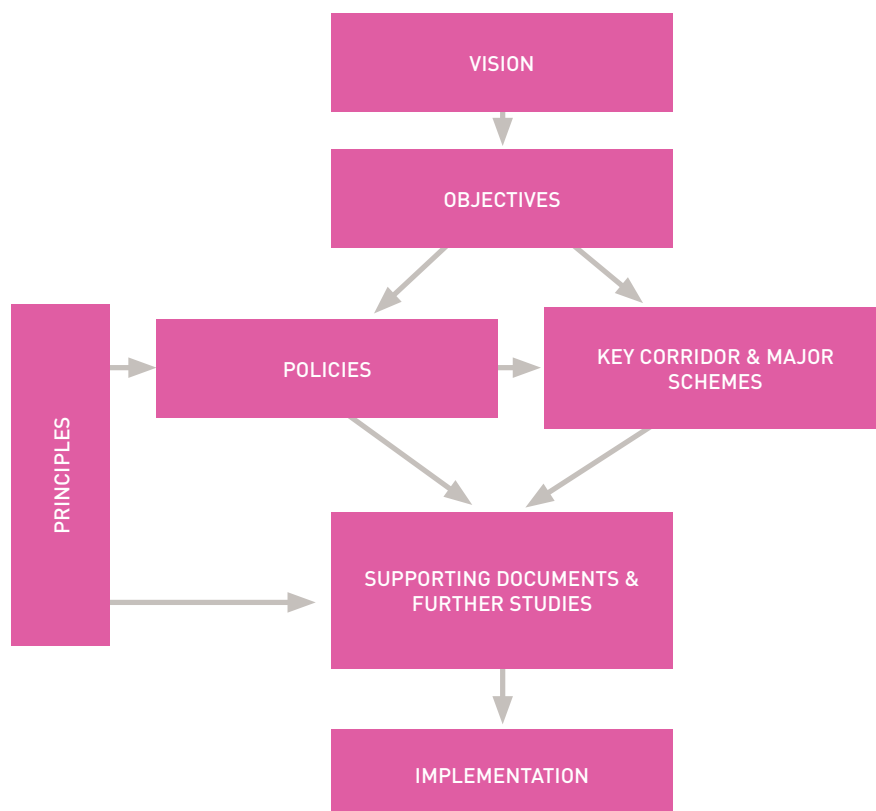 VISION
OBJECTIVES
POLICIES
KEY CORRIDOR & MAJOR
SCHEMES
PRINCIPLES
SUPPORTING DOCUMENTS &
FURTHER STUDIES
IMPLEMENTATION